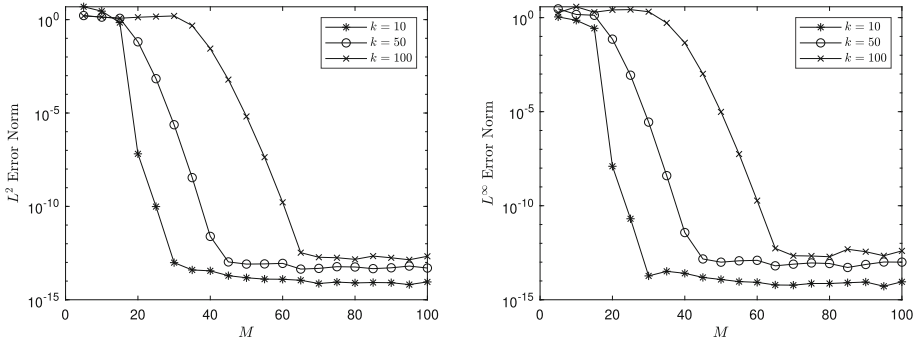 10^0
10^-5
10^-10
10^-15
L^2 Error Norm
0 20 40 60 80 100
M
k = 10
k = 50
k = 100
10^0
10^-5
10^-10
10^-15
L^∞ Error Norm
0 20 40 60 80 100
M
k = 10
k = 50
k = 100